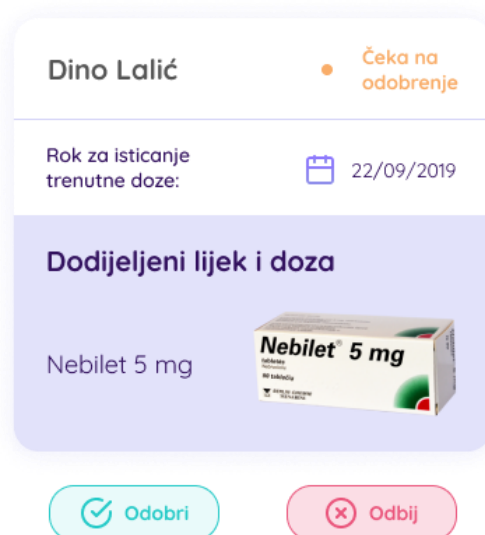 Dino Lalić
Čeka na
odobrenje
Rok za isticanje
trenutne doze:
22/09/2019
Dodijeljeni lijek i doza
Nebilet 5 mg
Nebilet® 5 mg
Odobri
Odbij